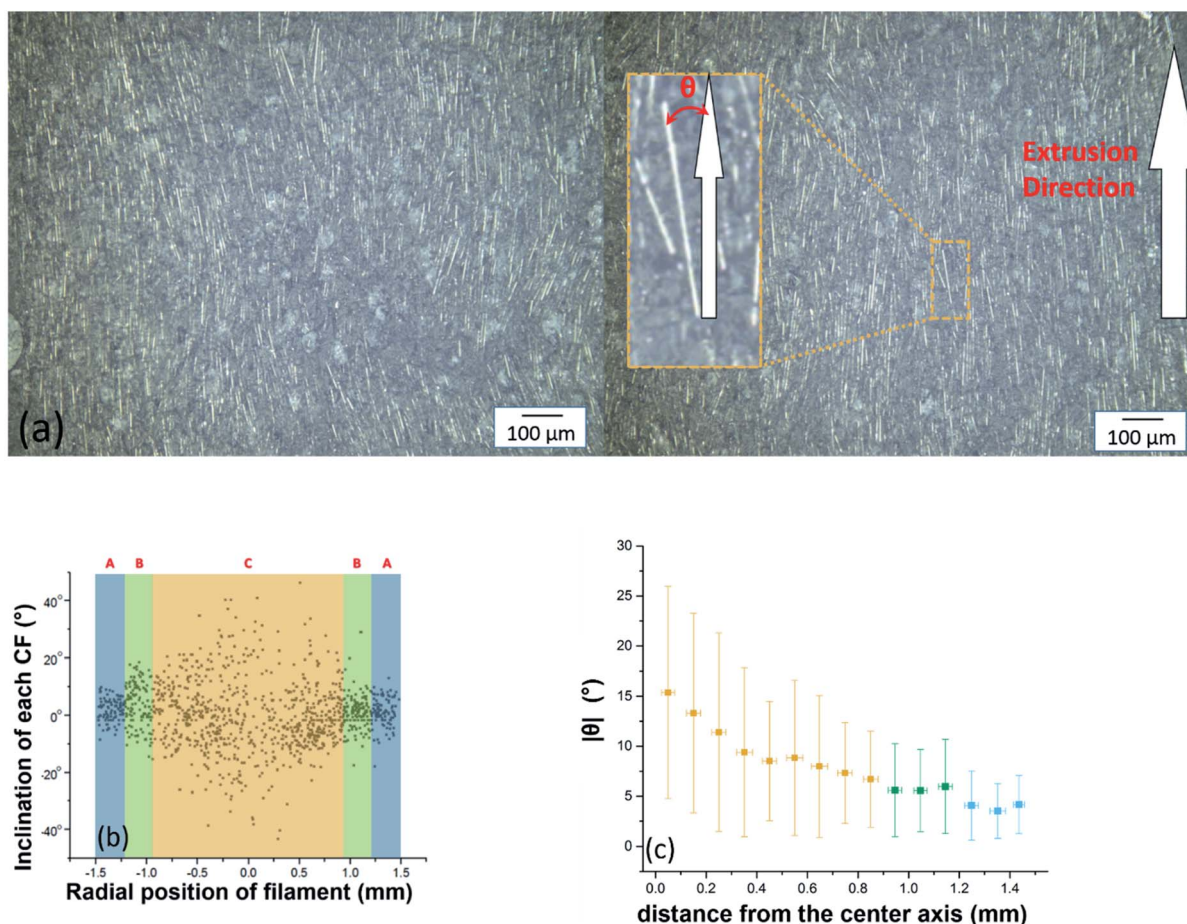 θ
Extrusion
Direction
(a)
100 µm
100 µm
A B C B A
Inclination of each CF (°)
40°
20°
0°
-20°
-40°
(b)
-1.5 -1.0 -0.5 0.0 0.5 1.0 1.5
Radial position of filament (mm)
|θ| (°)
30
25
20
15
10
5
0
(c)
0.0 0.2 0.4 0.6 0.8 1.0 1.2 1.4
distance from the center axis (mm)